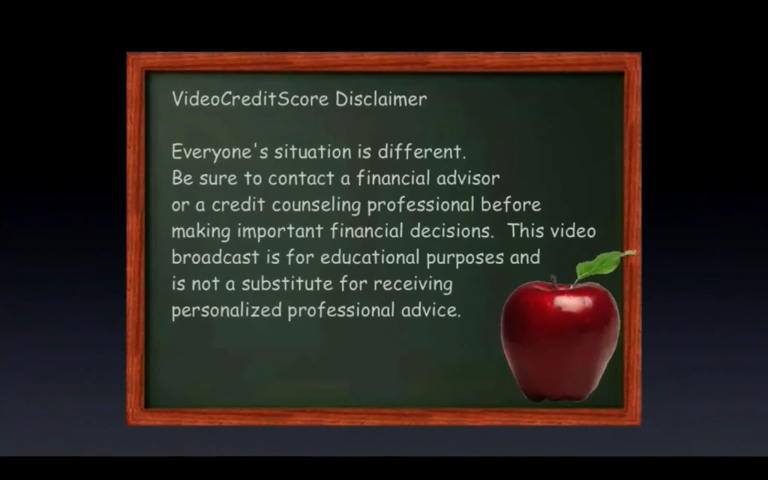 VideoCreditScore Disclaimer
Everyone's situation is different.
Be sure to contact a financial advisor
or a credit counseling professional before
making important financial decisions. This video
broadcast is for educational purposes and
is not a substitute for receiving
personalized professional advice.